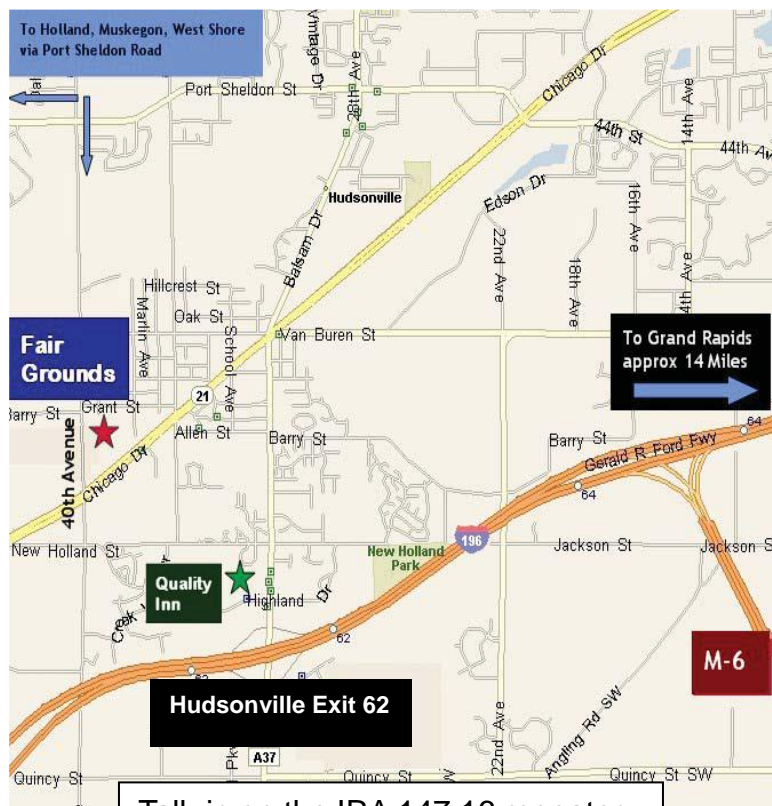 To Holland, Muskegon, West Shore
via Port Sheldon Road
Vintage Dr
28th Ave
Port Sheldon St
Chicago Dr
44th St
14th Ave
44th Av
Hudsonville
Edson Dr
16th Ave
Balsam Dr
22nd Ave
18th Ave
4th Ave
Hillcrest St
Marlin Ave
Oak St
School Ave
Van Buren St
Fair
Grounds
To Grand Rapids
approx 14 Miles
21
Barry St
Grant St
Allen St
Barry St
Barry St
64
Gerald R Ford Fwy
64
40th Avenue
Chicago Dr
New Holland St
196
New Holland
Park
Jackson St
Jackson S
Quality
Inn
Highland
Dr
62
M-6
Hudsonville Exit 62
A37
Pkw
22nd Ave
Angling Rd SW
Quincy St
Quincy St
Quincy St SW